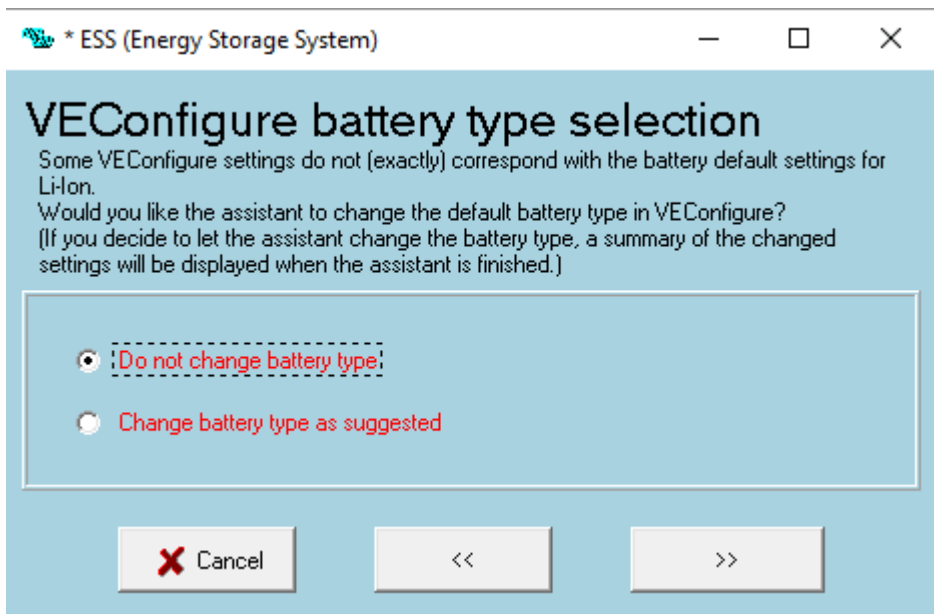 * ESS (Energy Storage System)
VEConfigure battery type selection
Some VEConfigure settings do not (exactly) correspond with the battery default settings for
Li-Ion.
Would you like the assistant to change the default battery type in VEConfigure?
(If you decide to let the assistant change the battery type, a summary of the changed
settings will be displayed when the assistant is finished.)
Do not change battery type
Change battery type as suggested
Cancel
<<
>>